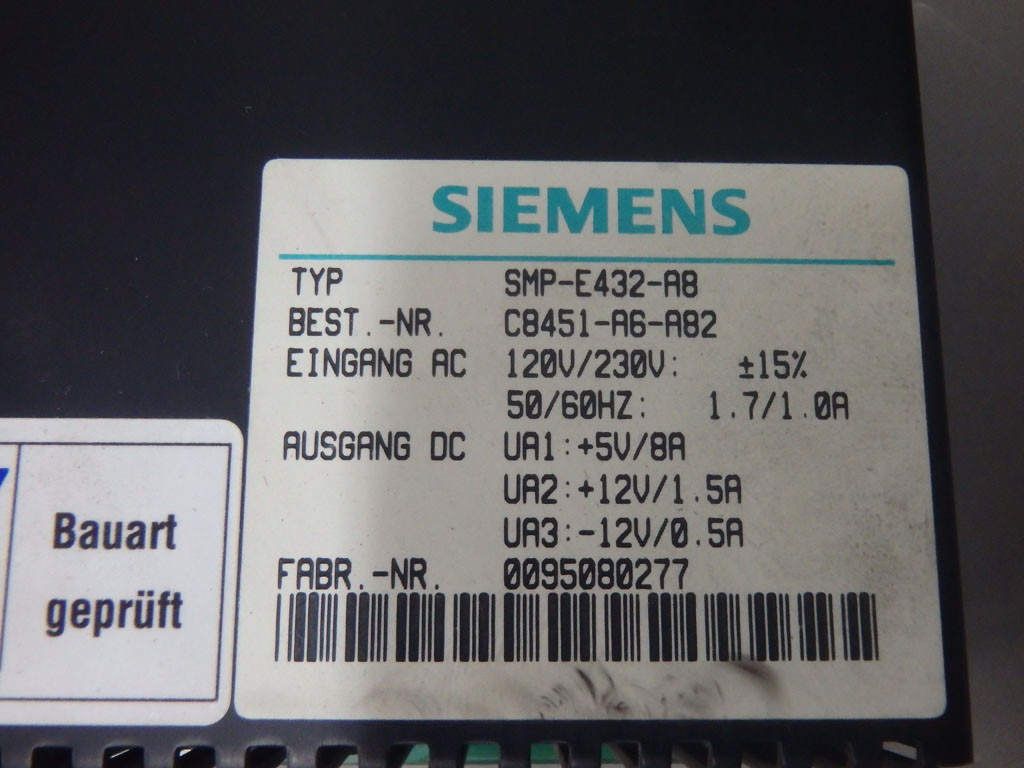 SIEMENS
TYP SMP-E432-A8
BEST.-NR. C8451-A6-A82
EINGANG AC 120V/230V: ±15%
50/60HZ: 1.7/1.0A
AUSGANG DC UA1:+5V/8A
UA2:+12V/1.5A
UA3:-12V/0.5A
FABR.-NR. 0095080277
Bauart
geprüft